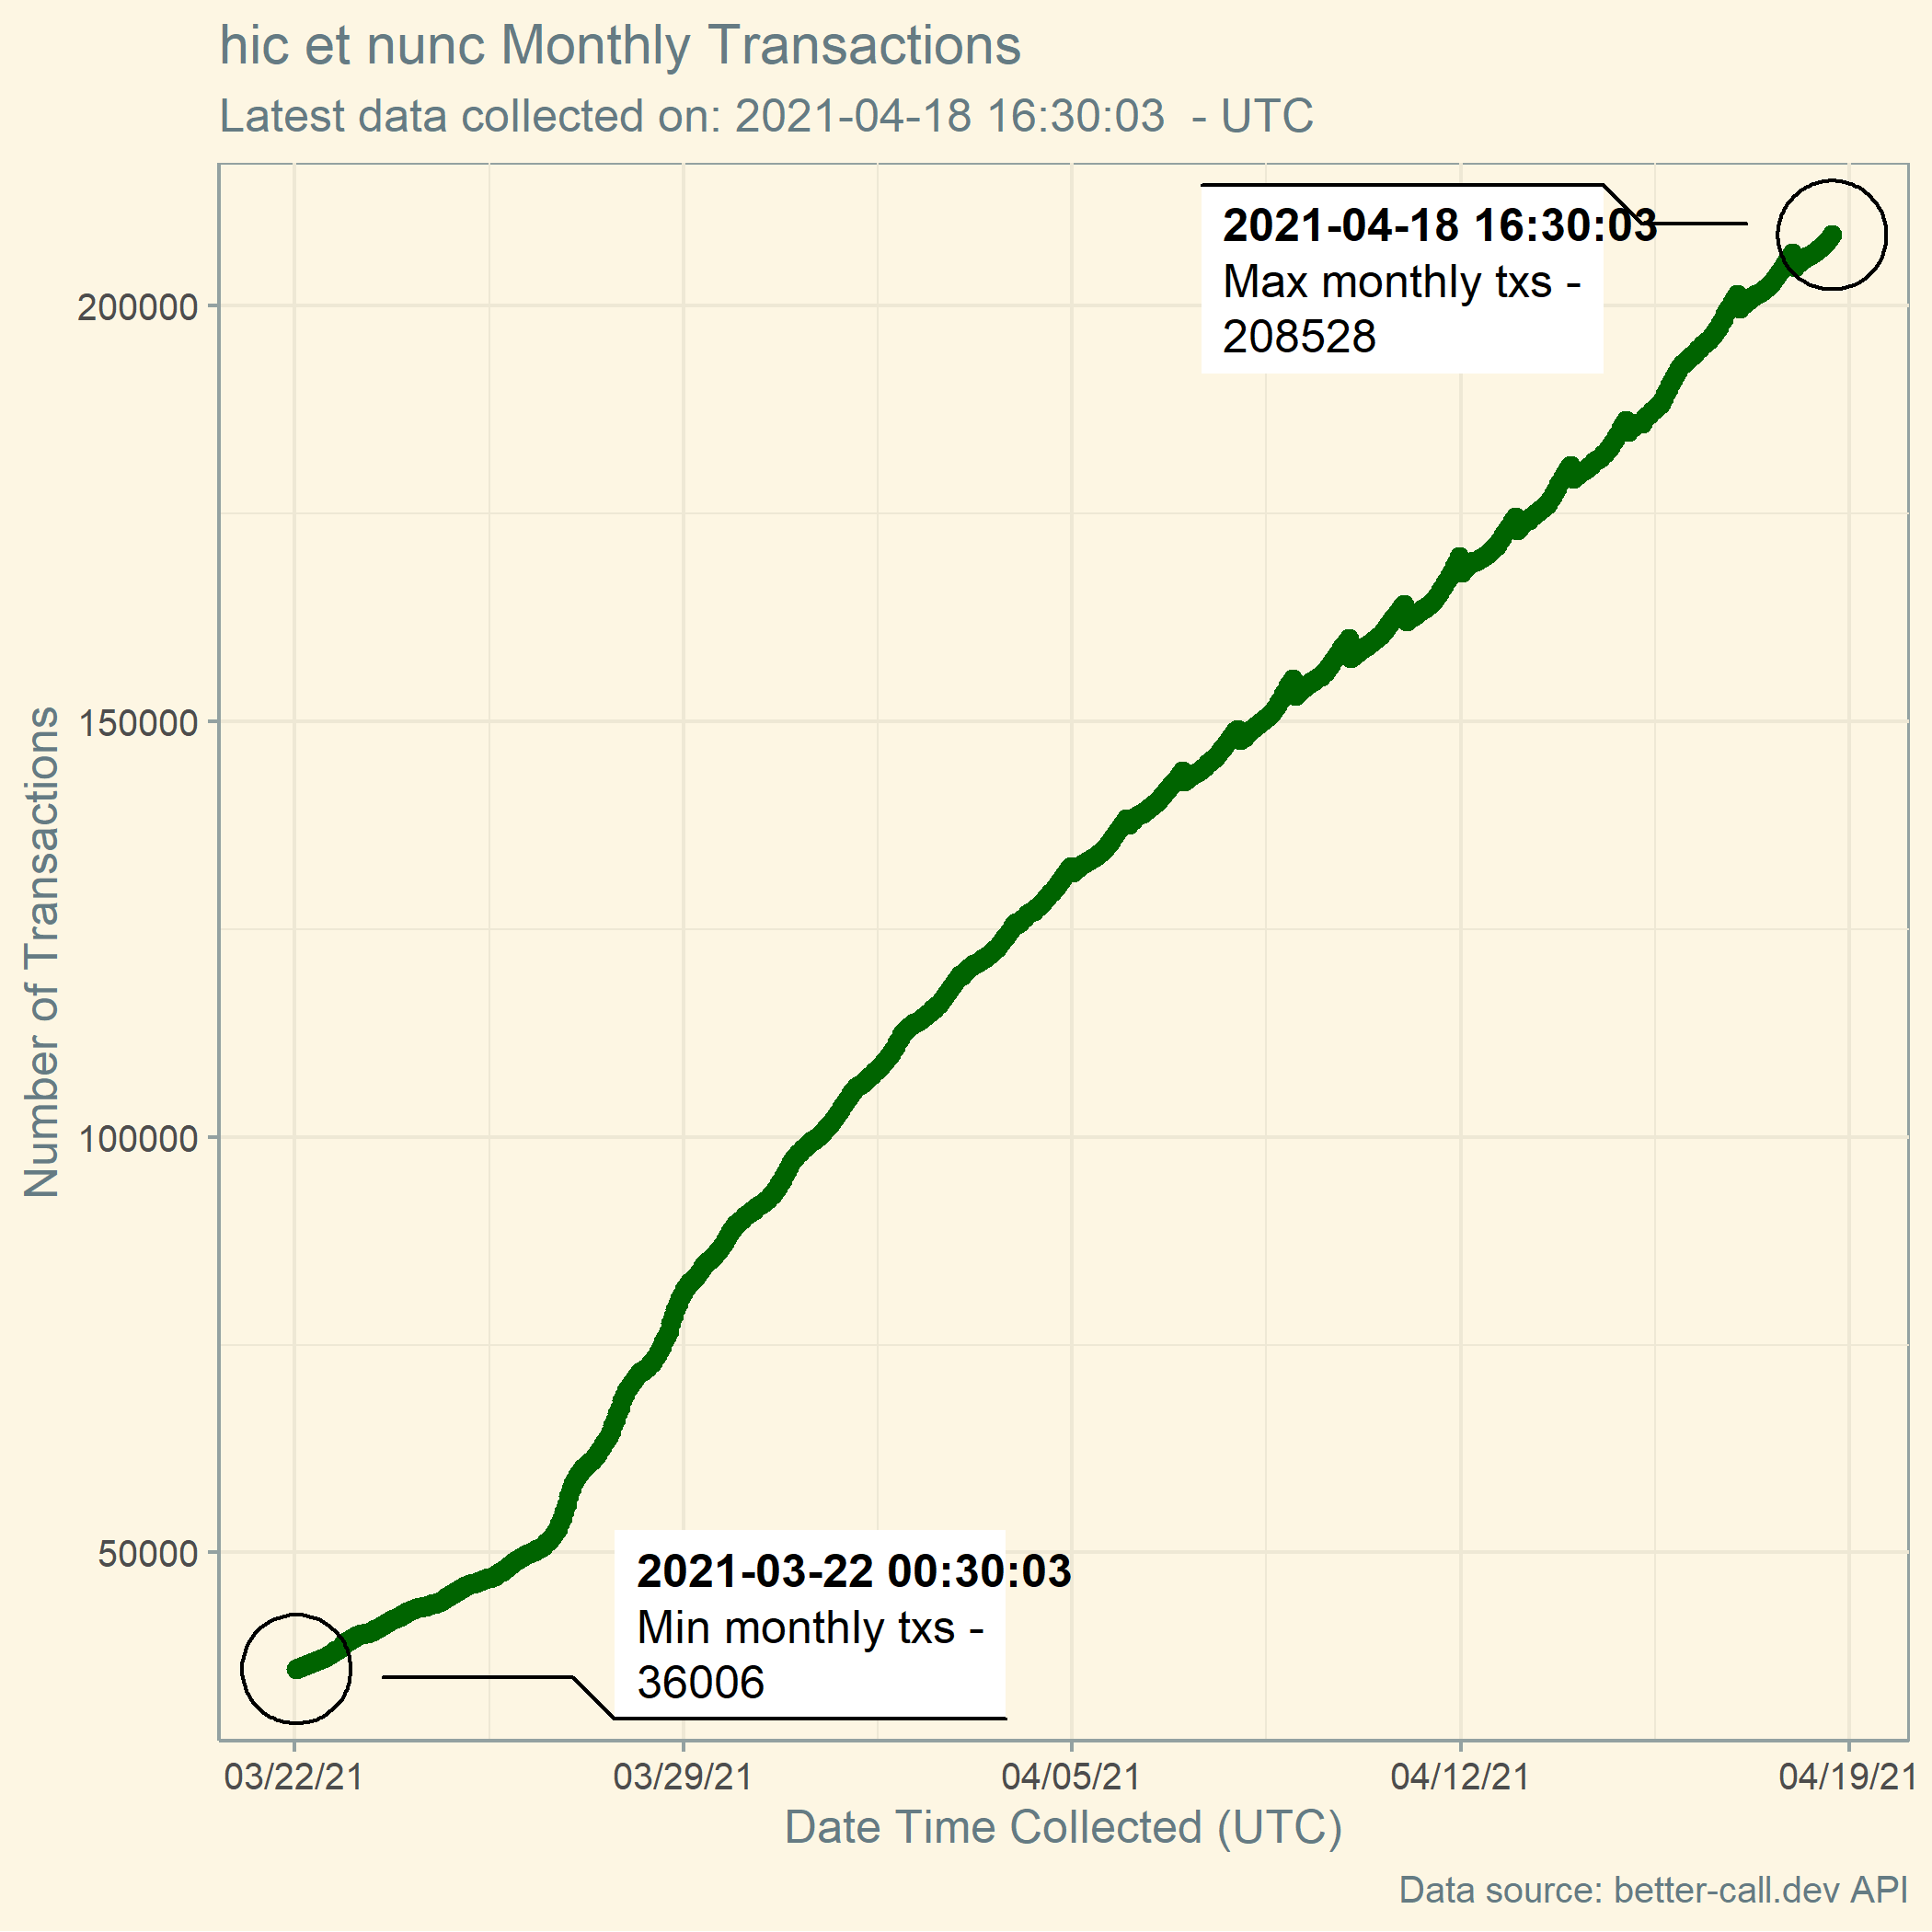 hic et nunc Monthly Transactions
Latest data collected on: 2021-04-18 16:30:03  - UTC
2021-04-18 16:30:03
Max monthly txs -
208528
200000
150000
100000
50000
Number of Transactions
2021-03-22 00:30:03
Min monthly txs -
36006
03/22/21 03/29/21 04/05/21 04/12/21 04/19/21
Date Time Collected (UTC)
Data source: better-call.dev API